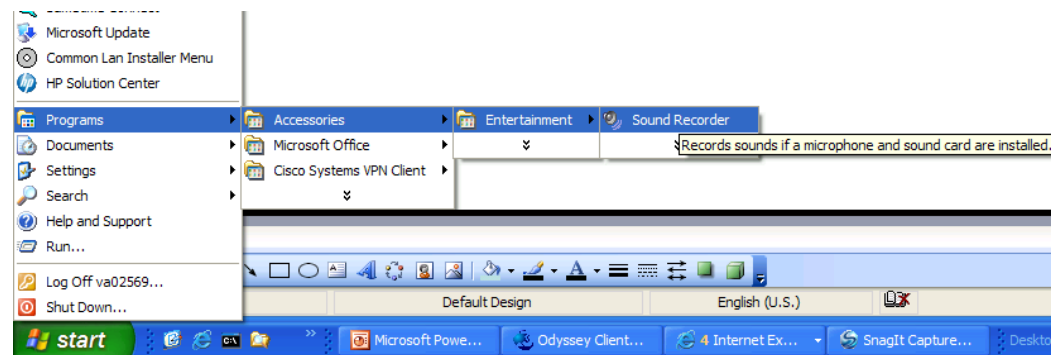 Microsoft Update
Common Lan Installer Menu
HP Solution Center
Programs
Accessories
Entertainment
Sound Recorder
Documents
Microsoft Office
Records sounds if a microphone and sound card are installed.
Settings
Cisco Systems VPN Client
Search
Help and Support
Run...
Log Off va02569...
Default Design
English (U.S.)
Shut Down...
start
Microsoft Powe...
Odyssey Client...
4 Internet Ex...
SnagIt Capture...
Deskto